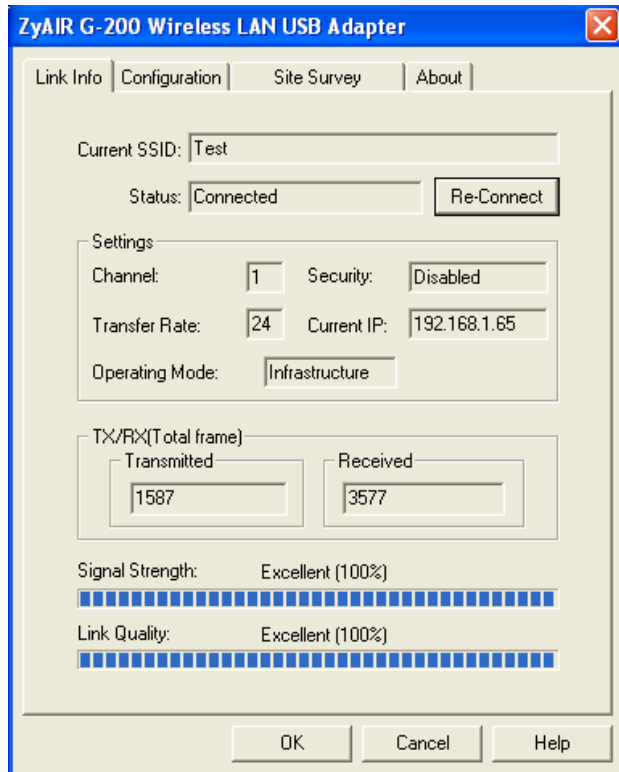 ZyAIR G-200 Wireless LAN USB Adapter
Link Info Configuration Site Survey About
Current SSID: Test
Status: Connected Re-Connect
Settings
Channel: 1 Security: Disabled
Transfer Rate: 24 Current IP: 192.168.1.65
Operating Mode: Infrastructure
TX/RX(Total frame)
Transmitted Received
1587 3577
Signal Strength: Excellent (100%)
Link Quality: Excellent (100%)
OK Cancel Help